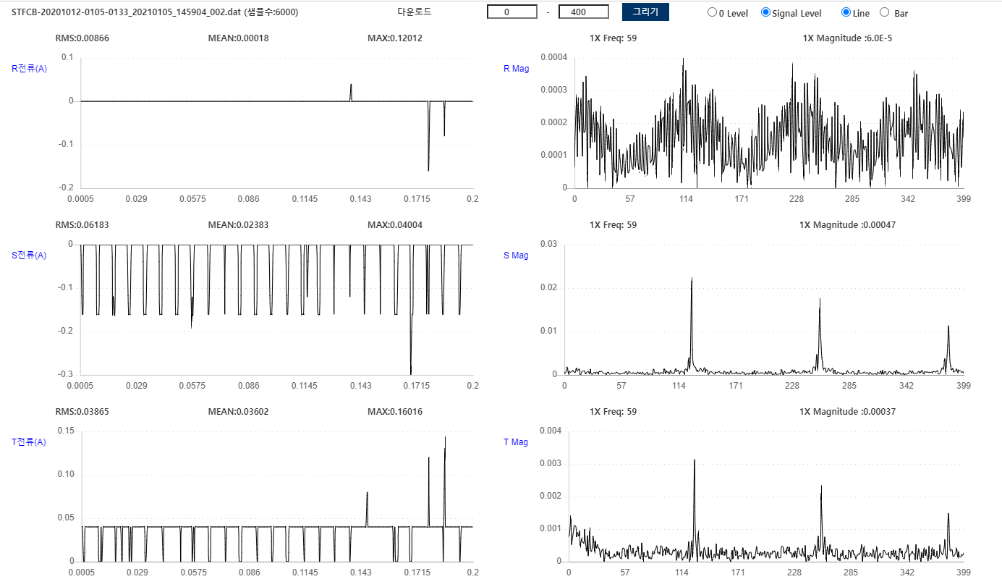 STFCB-20201012-0105-0133_20210105_145904_002.dat (샘플수:6000) 다운로드 0 - 400 그리기 0 Level Signal Level Line Bar
RMS:0.00866 MEAN:0.00018 MAX:0.12012 1X Freq: 59 1X Magnitude :6.0E-5
R전류(A)
0.1
0
-0.1
-0.2
0.0005 0.029 0.0575 0.086 0.1145 0.143 0.1715 0.2
R Mag
0.0004
0.0003
0.0002
0.0001
0
0 57 114 171 228 285 342 399
RMS:0.06183 MEAN:0.02383 MAX:0.04004 1X Freq: 59 1X Magnitude :0.00047
S전류(A)
0
-0.1
-0.2
-0.3
0.0005 0.029 0.0575 0.086 0.1145 0.143 0.1715 0.2
S Mag
0.03
0.02
0.01
0
0 57 114 171 228 285 342 399
RMS:0.03865 MEAN:0.03602 MAX:0.16016 1X Freq: 59 1X Magnitude :0.00037
T전류(A)
0.15
0.10
0.05
0
0.0005 0.029 0.0575 0.086 0.1145 0.143 0.1715 0.2
T Mag
0.004
0.003
0.002
0.001
0
0 57 114 171 228 285 342 399